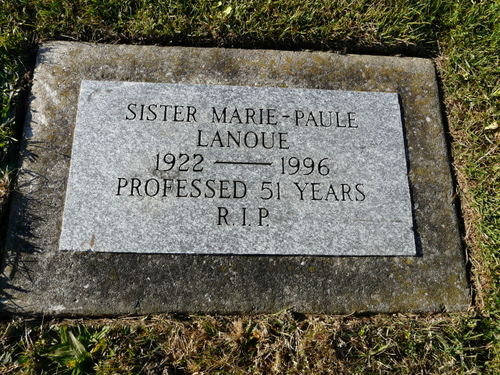 SISTER MARIE-PAULE
LANOUE
1922 — 1996
PROFESSED 51 YEARS
R.I.P.